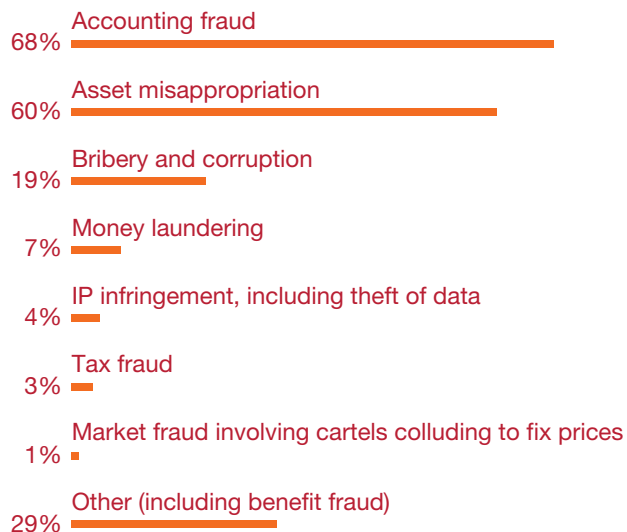 Accounting fraud
68%
Asset misappropriation
60%
Bribery and corruption
19%
Money laundering
7%
IP infringement, including theft of data
4%
Tax fraud
3%
Market fraud involving cartels colluding to fix prices
1%
Other (including benefit fraud)
29%